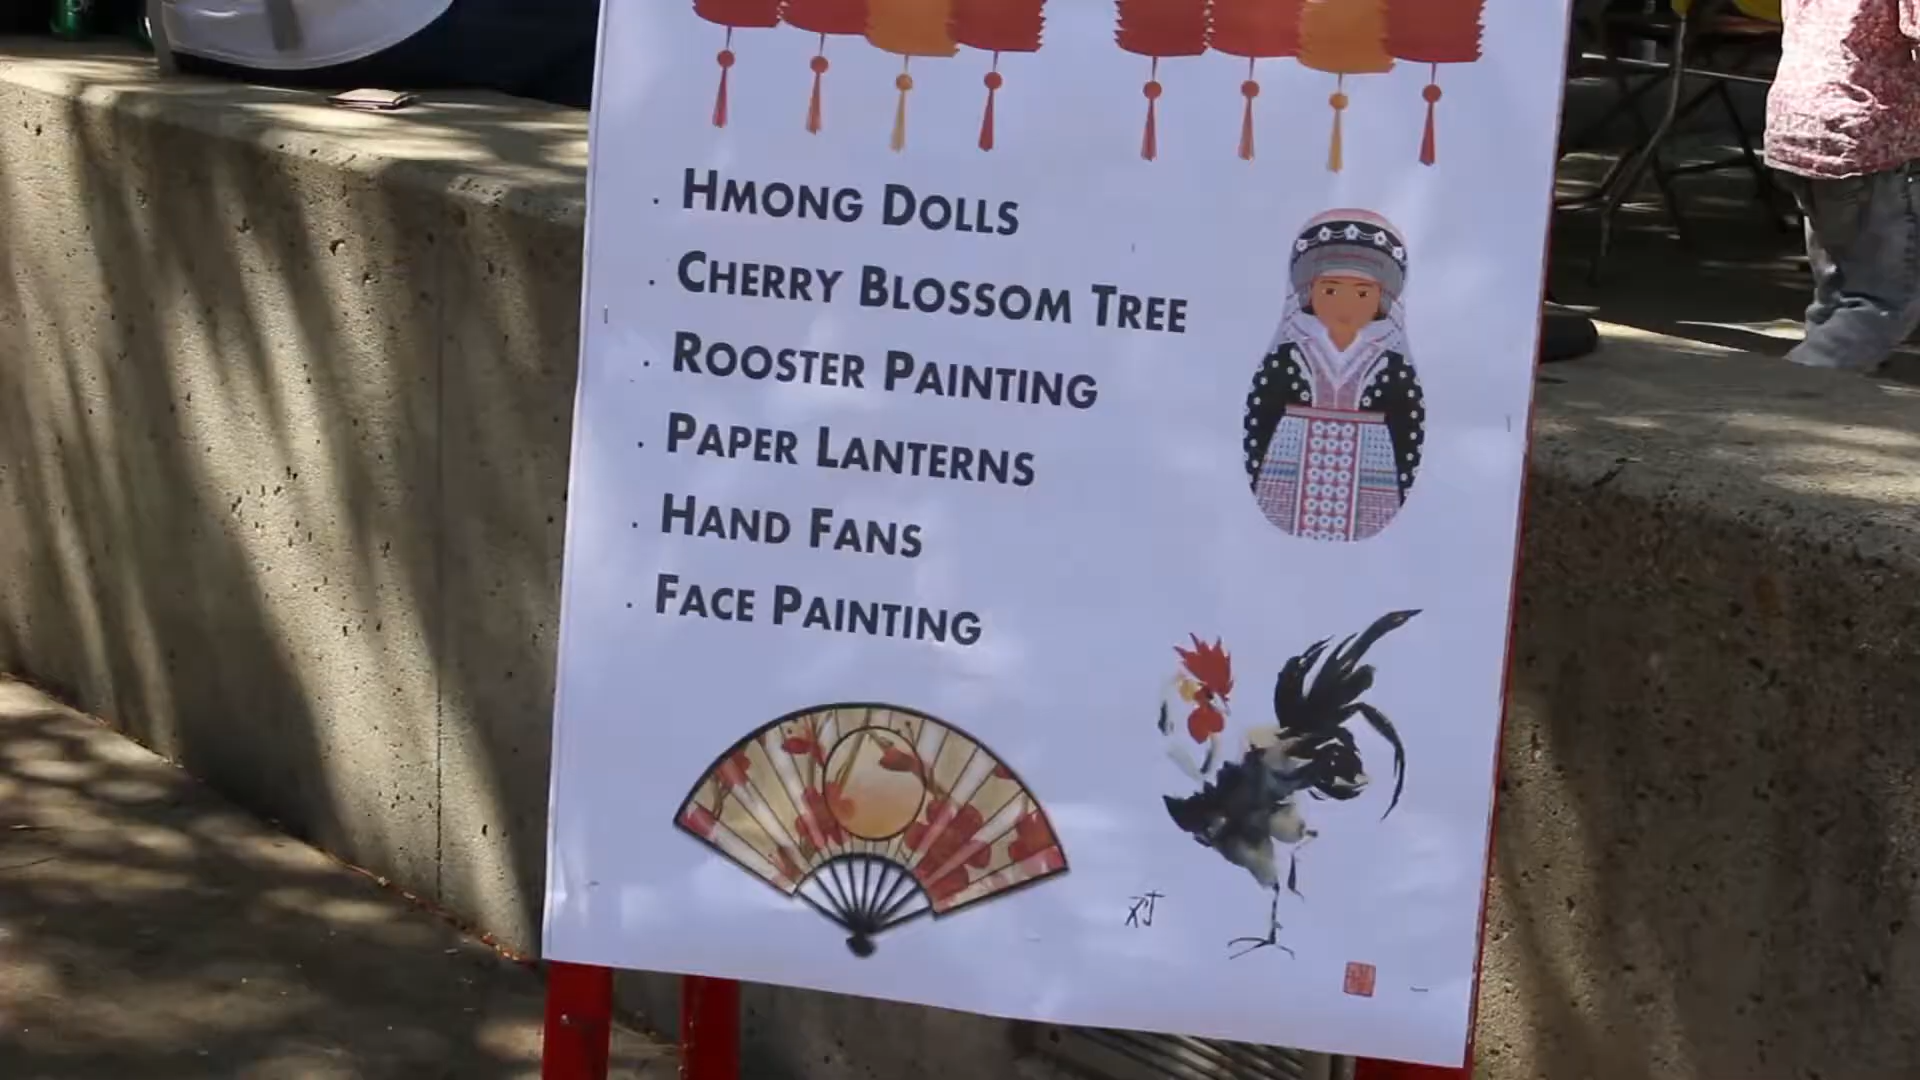 . HMONG DOLLS
. CHERRY BLOSSOM TREE
. ROOSTER PAINTING
. PAPER LANTERNS
. HAND FANS
. FACE PAINTING